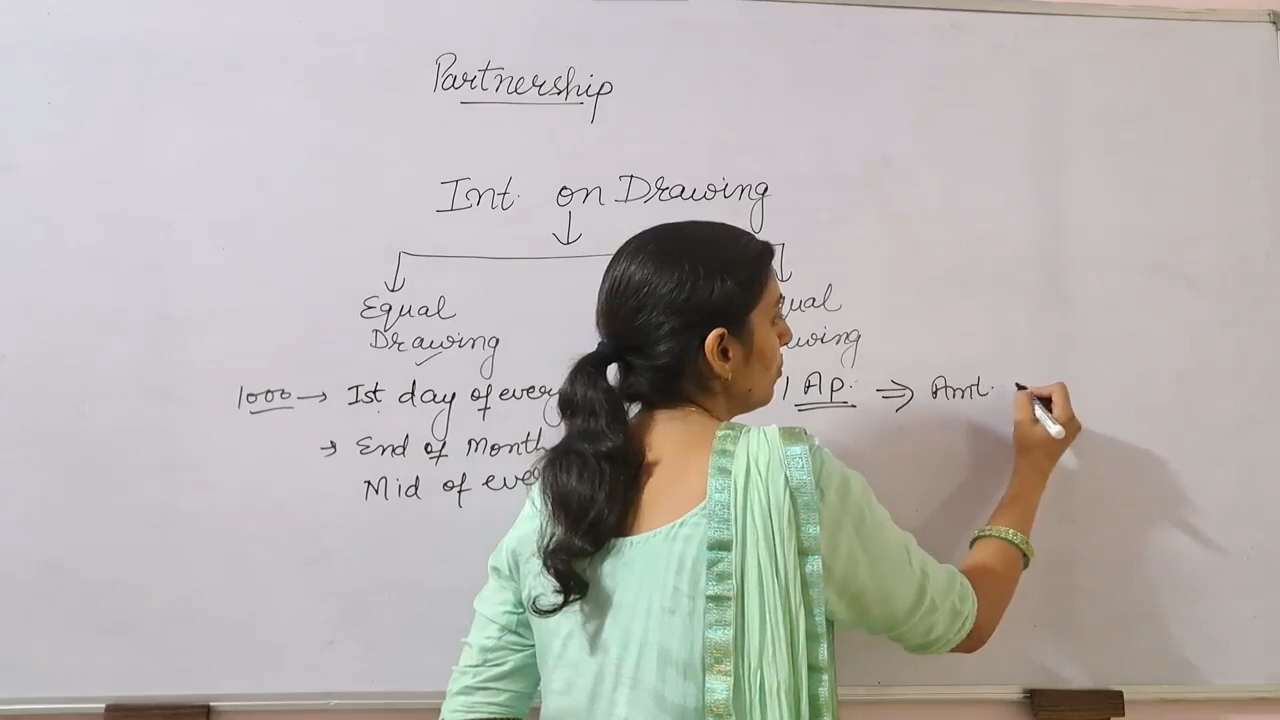 Partnership
Int. on Drawing
Equal
Drawing
1000 → Ist day of every
→ End of Month
Mid of eve
qual
wing
1 Ap. ⇒ Amt.